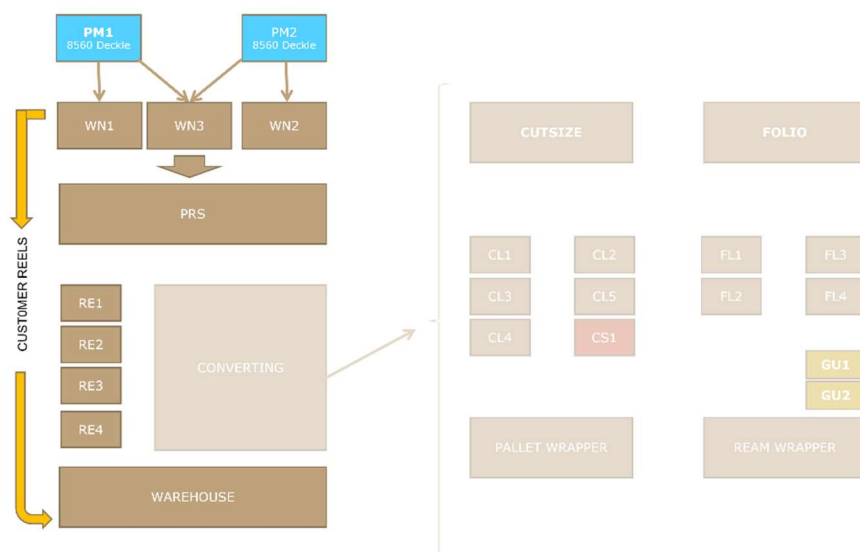 PM1
8560 Deckle
PM2
8560 Deckle
WN1
WN3
WN2
PRS
CUSTOMER REELS
RE1
RE2
RE3
RE4
CONVERTING
WAREHOUSE
CUTSIZE
FOLIO
CL1
CL2
FL1
FL3
CL3
CL5
FL2
FL4
CL4
CS1
GU1
GU2
PALLET WRAPPER
REAM WRAPPER